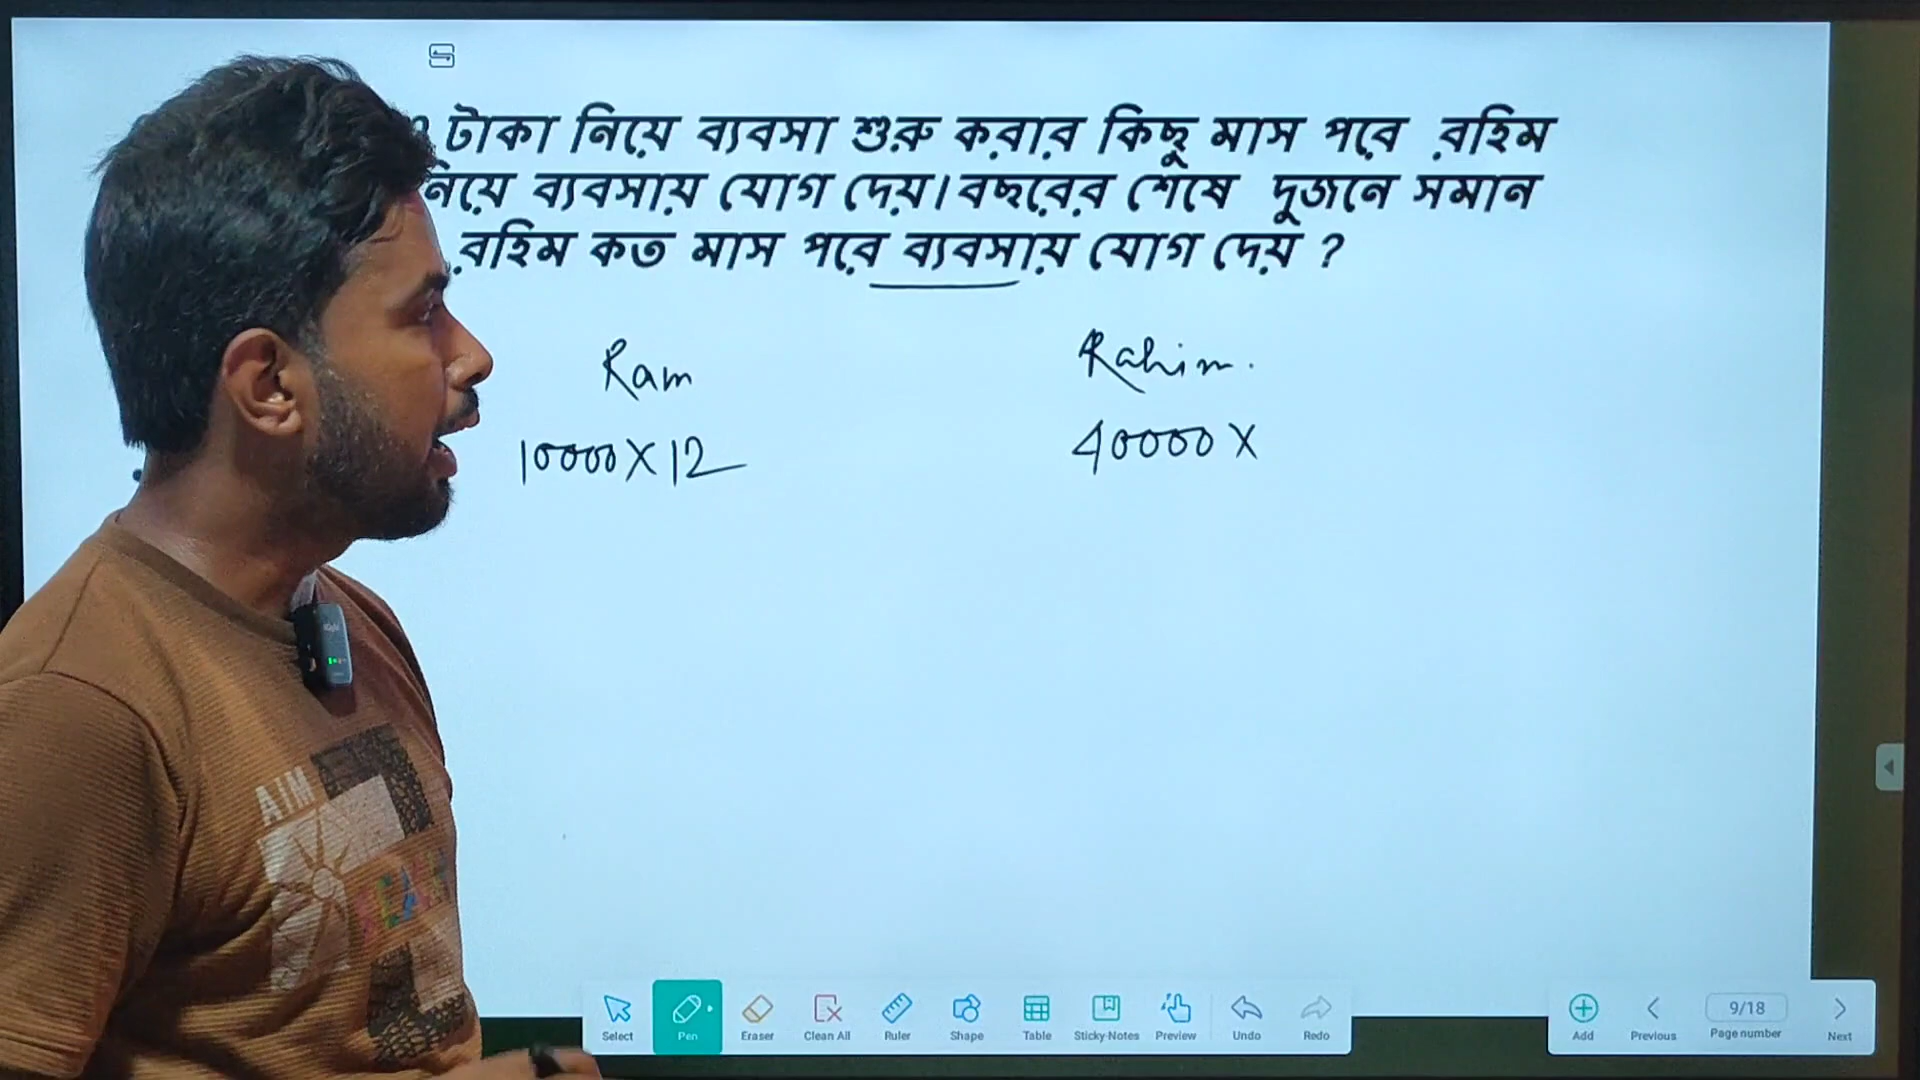 টাকা নিয়ে ব্যবসা শুরু করার কিছু মাস পরে রহিম
নিয়ে ব্যবসায় যোগ দেয়। বছরের শেষে দুজনে সমান
রহিম কত মাস পরে ব্যবসায় যোগ দেয় ?
Ram Rahim.
10000 X 12 40000 X
AIM
Select Pen Eraser Clean All Ruler Shape Table Sticky-Notes Preview Undo Redo Add Previous 9/18 Page number Next